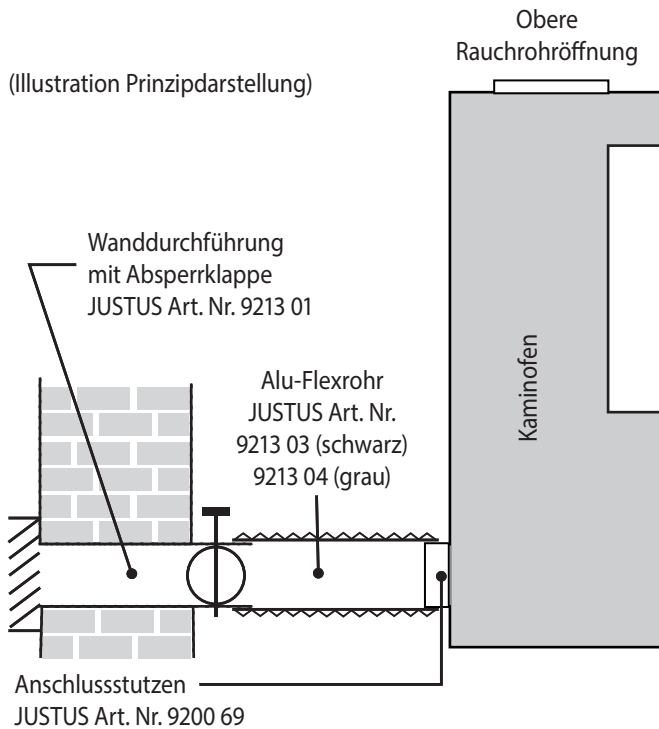 Obere
Rauchrohröffnung
(Illustration Prinzipdarstellung)
Wanddurchführung
mit Absperrklappe
JUSTUS Art. Nr. 9213 01
Alu-Flexrohr
JUSTUS Art. Nr.
9213 03 (schwarz)
9213 04 (grau)
Kaminofen
Anschlussstutzen
JUSTUS Art. Nr. 9200 69